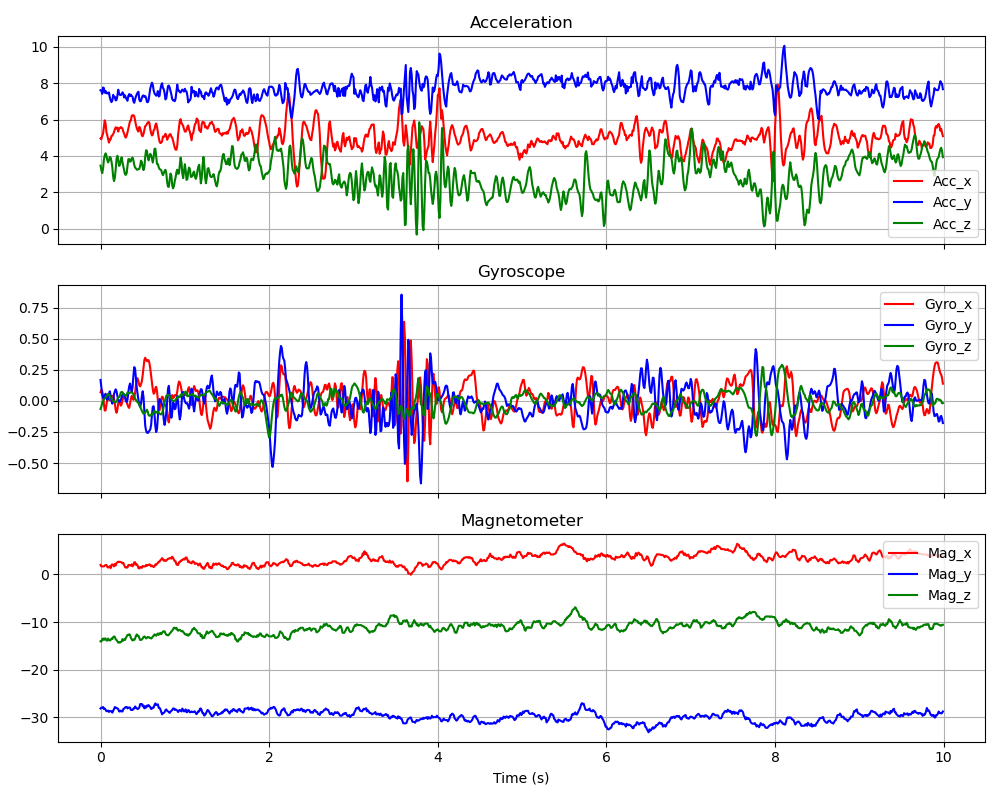 Acceleration
10
8
6
4
2
0
Acc_x
Acc_y
Acc_z
Gyroscope
0.75
0.50
0.25
0.00
−0.25
−0.50
Gyro_x
Gyro_y
Gyro_z
Magnetometer
0
−10
−20
−30
Mag_x
Mag_y
Mag_z
0 2 4 6 8 10
Time (s)